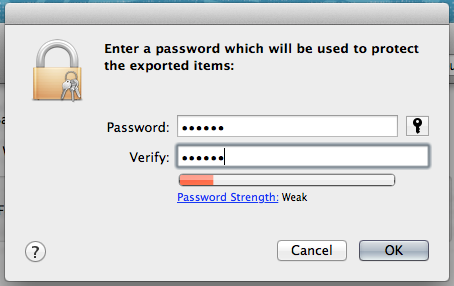 Enter a password which will be used to protect
the exported items:
Password: ••••••
Verify: ••••••
Password Strength: Weak
?
Cancel
OK